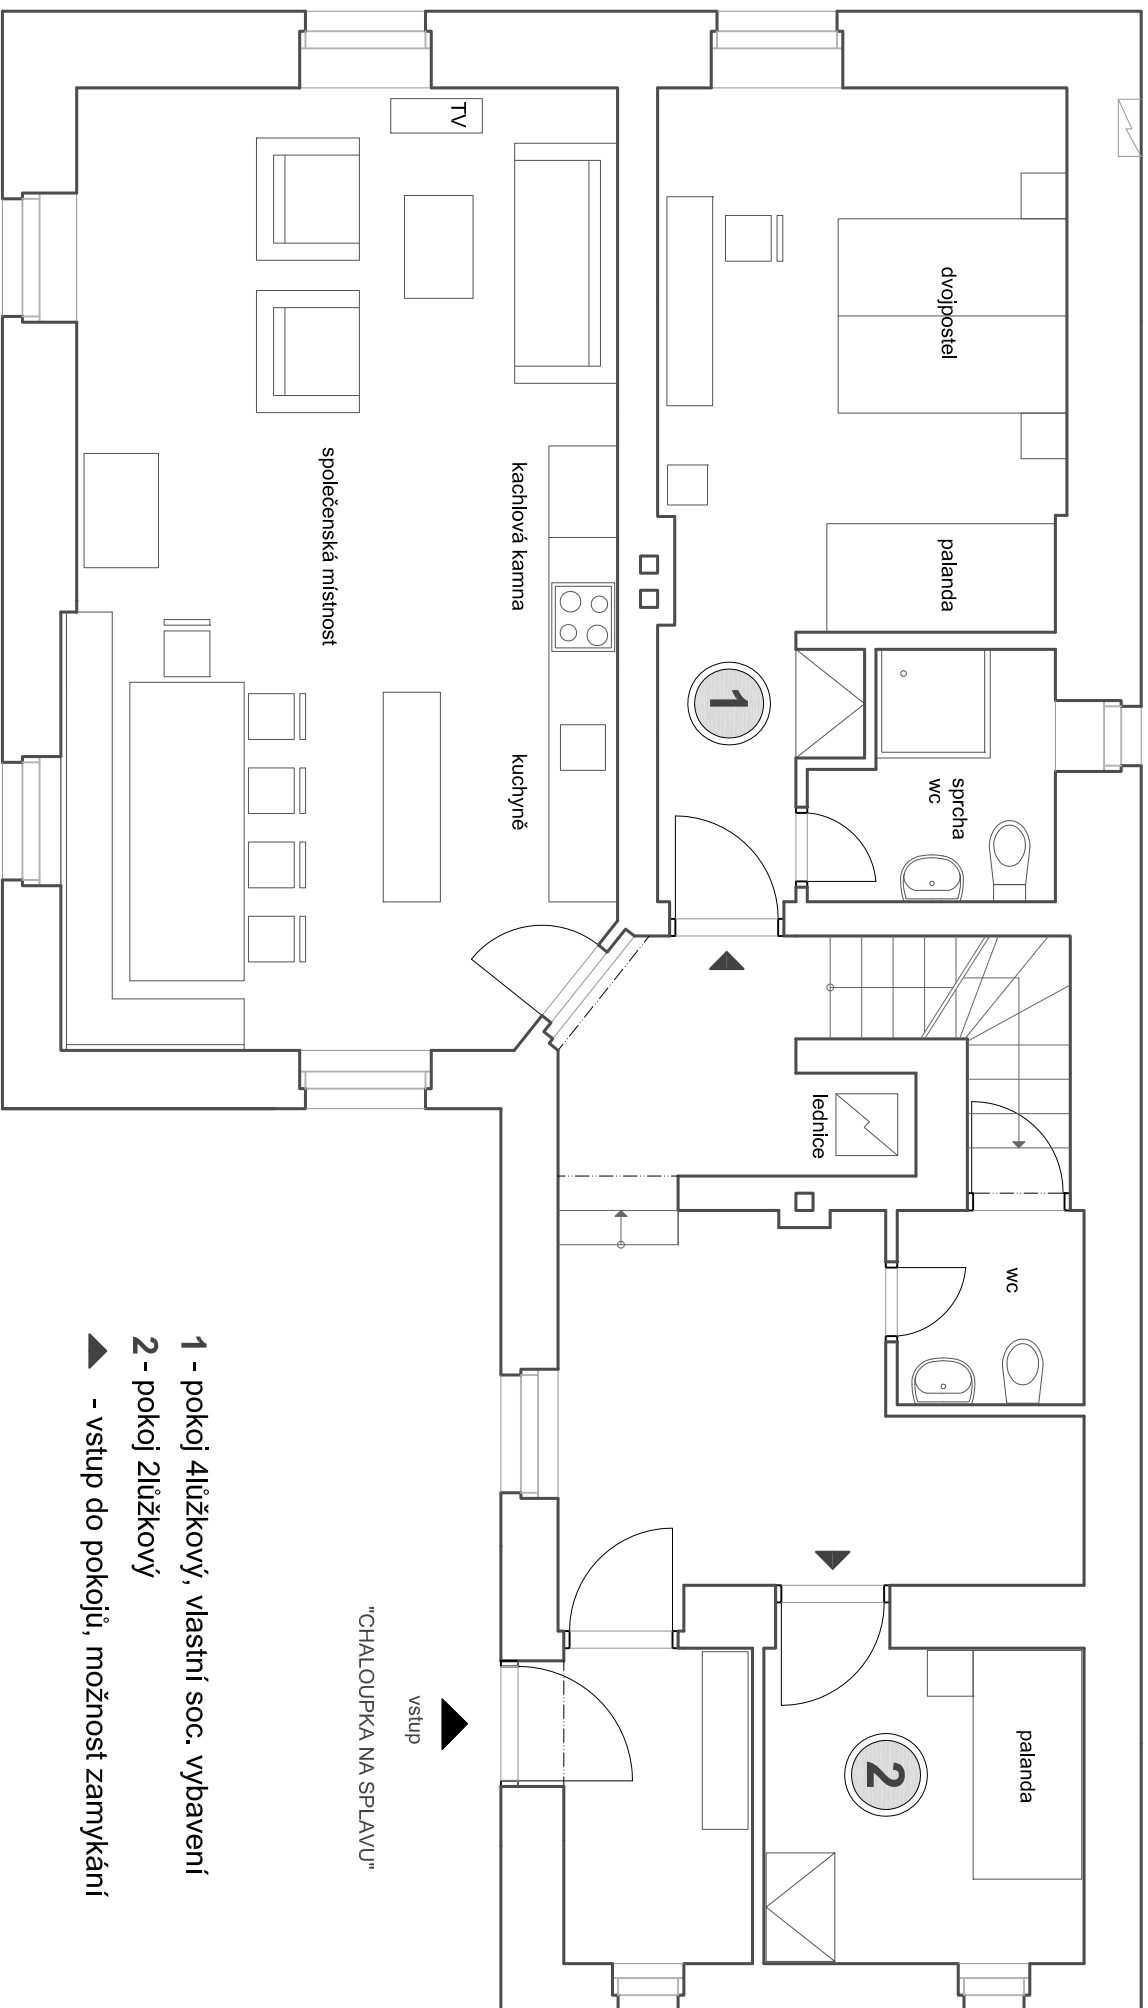 TV
dvojpostel
palanda
kachlová kamna
společenská místnost
1
kuchyně
sprcha
wc
lednice
wc
palanda
2
vstup
"CHALOUPKA NA SPLAVU"
1 - pokoj 4lůžkový, vlastní soc. vybavení
2 - pokoj 2lůžkový
- vstup do pokojů, možnost zamykání